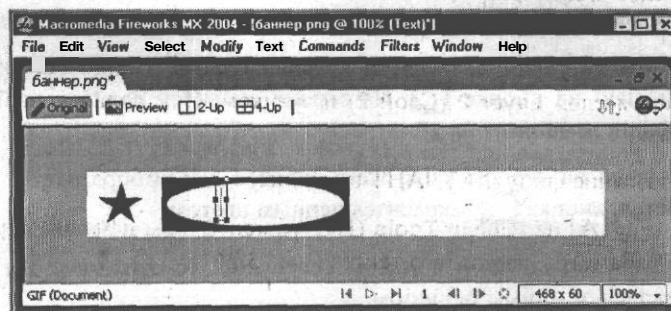 Macromedia Fireworks MX 2004 - [баннер.png @ 100% (Text)*]
File Edit View Select Modify Text Commands Filters Window Help
баннер.png*
Original Preview 2-Up 4-Up
GIF (Document) 1 468 x 60 100%